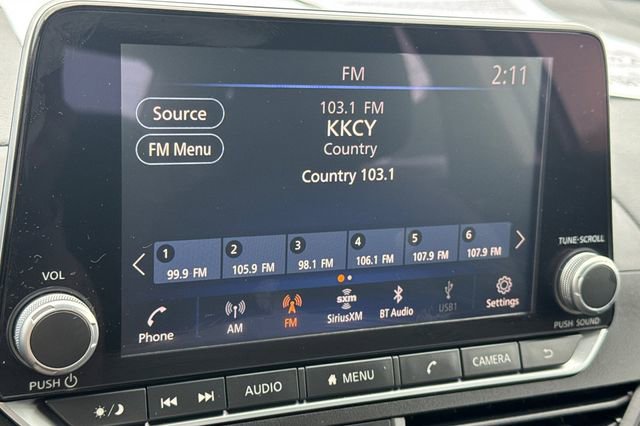 FM
2:11
Source
FM Menu
103.1 FM
KKCY
Country
Country 103.1
1 2 3 4 5 6
99.9 FM 105.9 FM 98.1 FM 106.1 FM 107.9 FM 107.9 FM
Phone AM FM sxm SiriusXM BT Audio USB1 Settings
VOL
PUSH
TUNE-SCROLL
PUSH SOUND
AUDIO MENU CAMERA